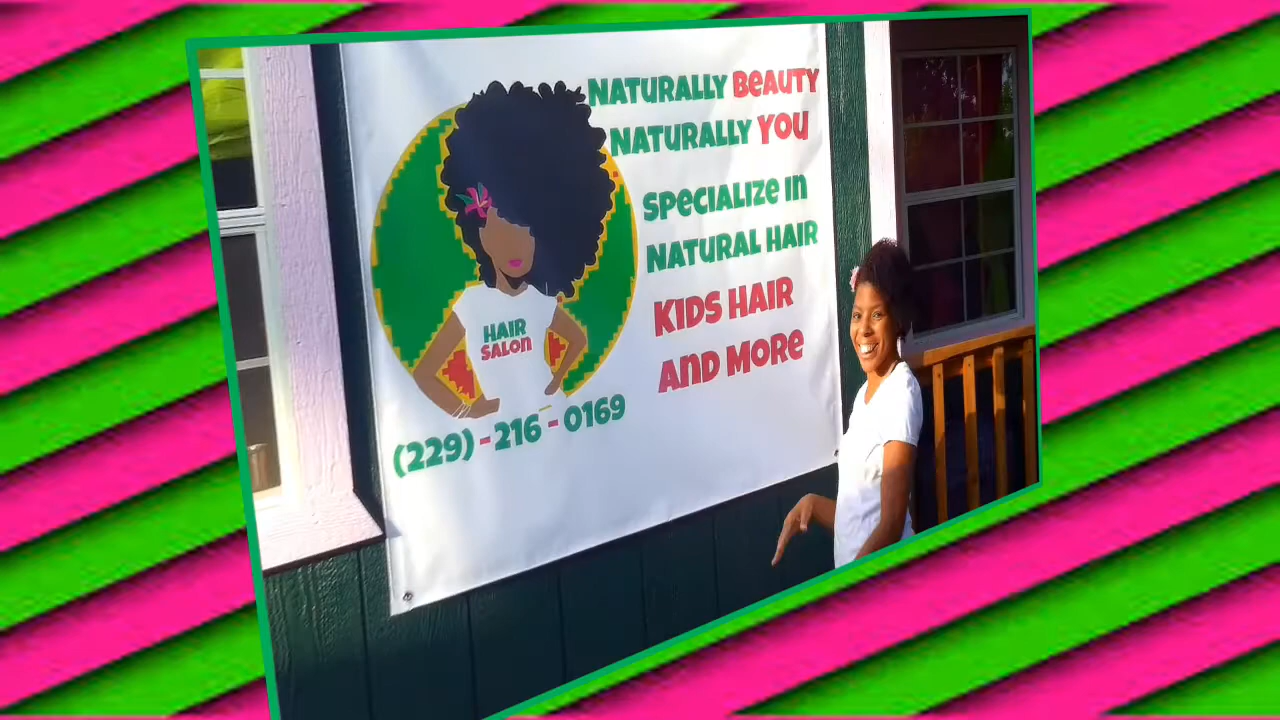 NATURALLY BEAUTY
NATURALLY YOU
SPECIALIZE IN
NATURAL HAIR
KIDS HAIR
AND MORE
HAIR
SALON
(229)-216-0169